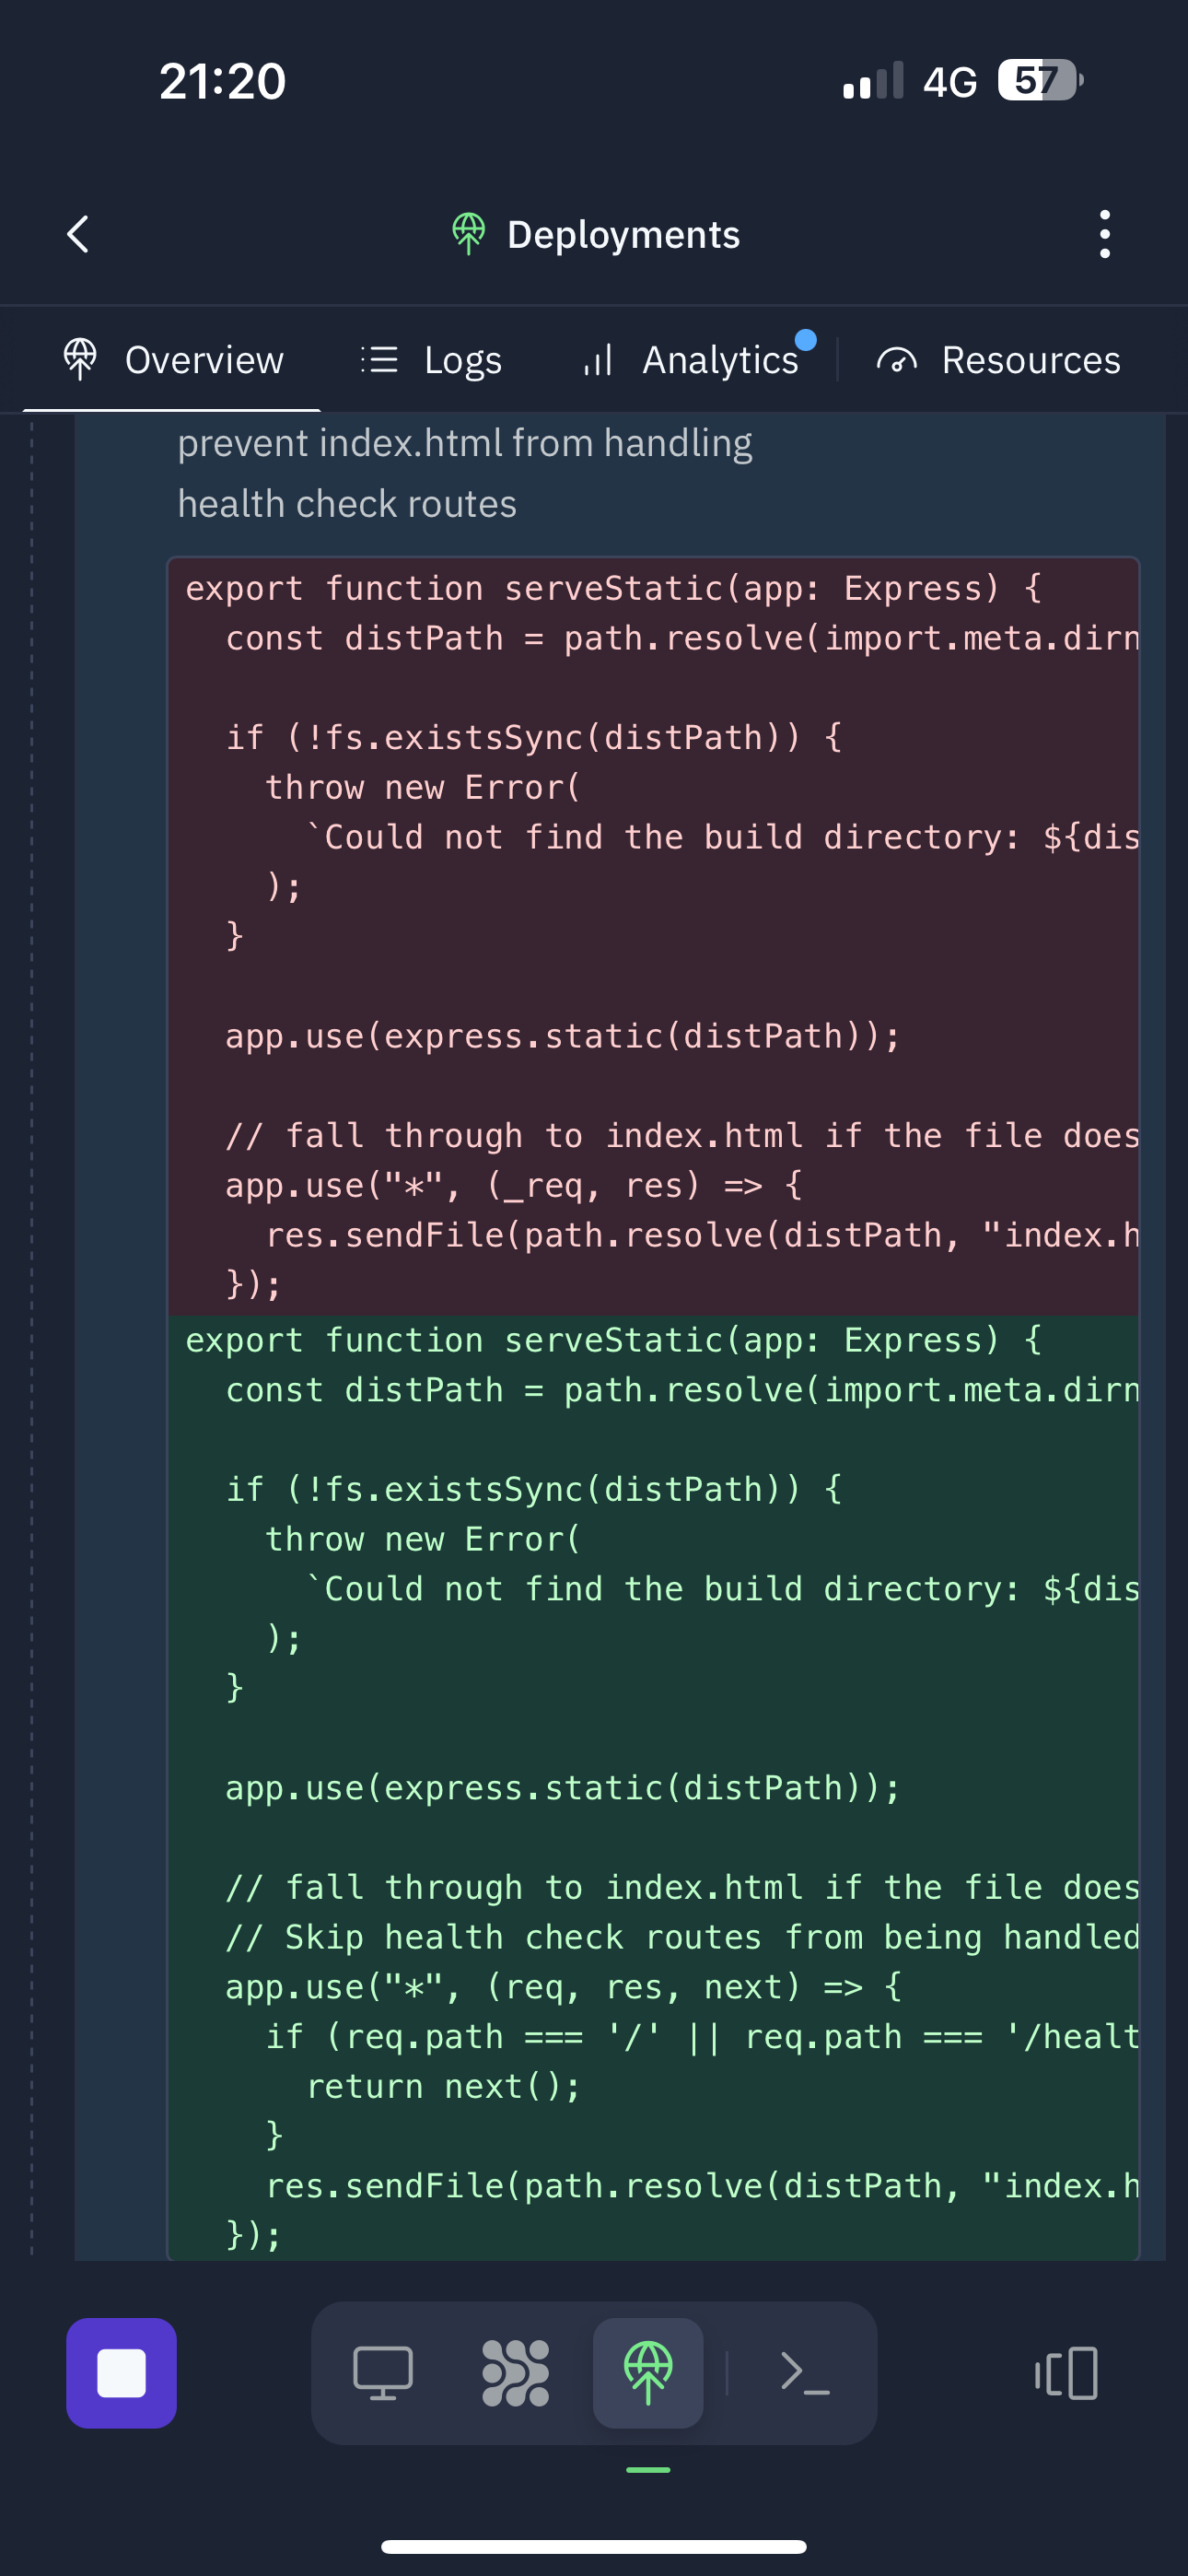 21:20
4G 57
Deployments
Overview Logs Analytics Resources
prevent index.html from handling
health check routes
export function serveStatic(app: Express) {
  const distPath = path.resolve(import.meta.dirn

  if (!fs.existsSync(distPath)) {
    throw new Error(
      `Could not find the build directory: ${dis
    );
  }

  app.use(express.static(distPath));

  // fall through to index.html if the file does
  app.use("*", (_req, res) => {
    res.sendFile(path.resolve(distPath, "index.h
  });
export function serveStatic(app: Express) {
  const distPath = path.resolve(import.meta.dirn

  if (!fs.existsSync(distPath)) {
    throw new Error(
      `Could not find the build directory: ${dis
    );
  }

  app.use(express.static(distPath));

  // fall through to index.html if the file does
  // Skip health check routes from being handled
  app.use("*", (req, res, next) => {
    if (req.path === '/' || req.path === '/healt
      return next();
    }
    res.sendFile(path.resolve(distPath, "index.h
  });